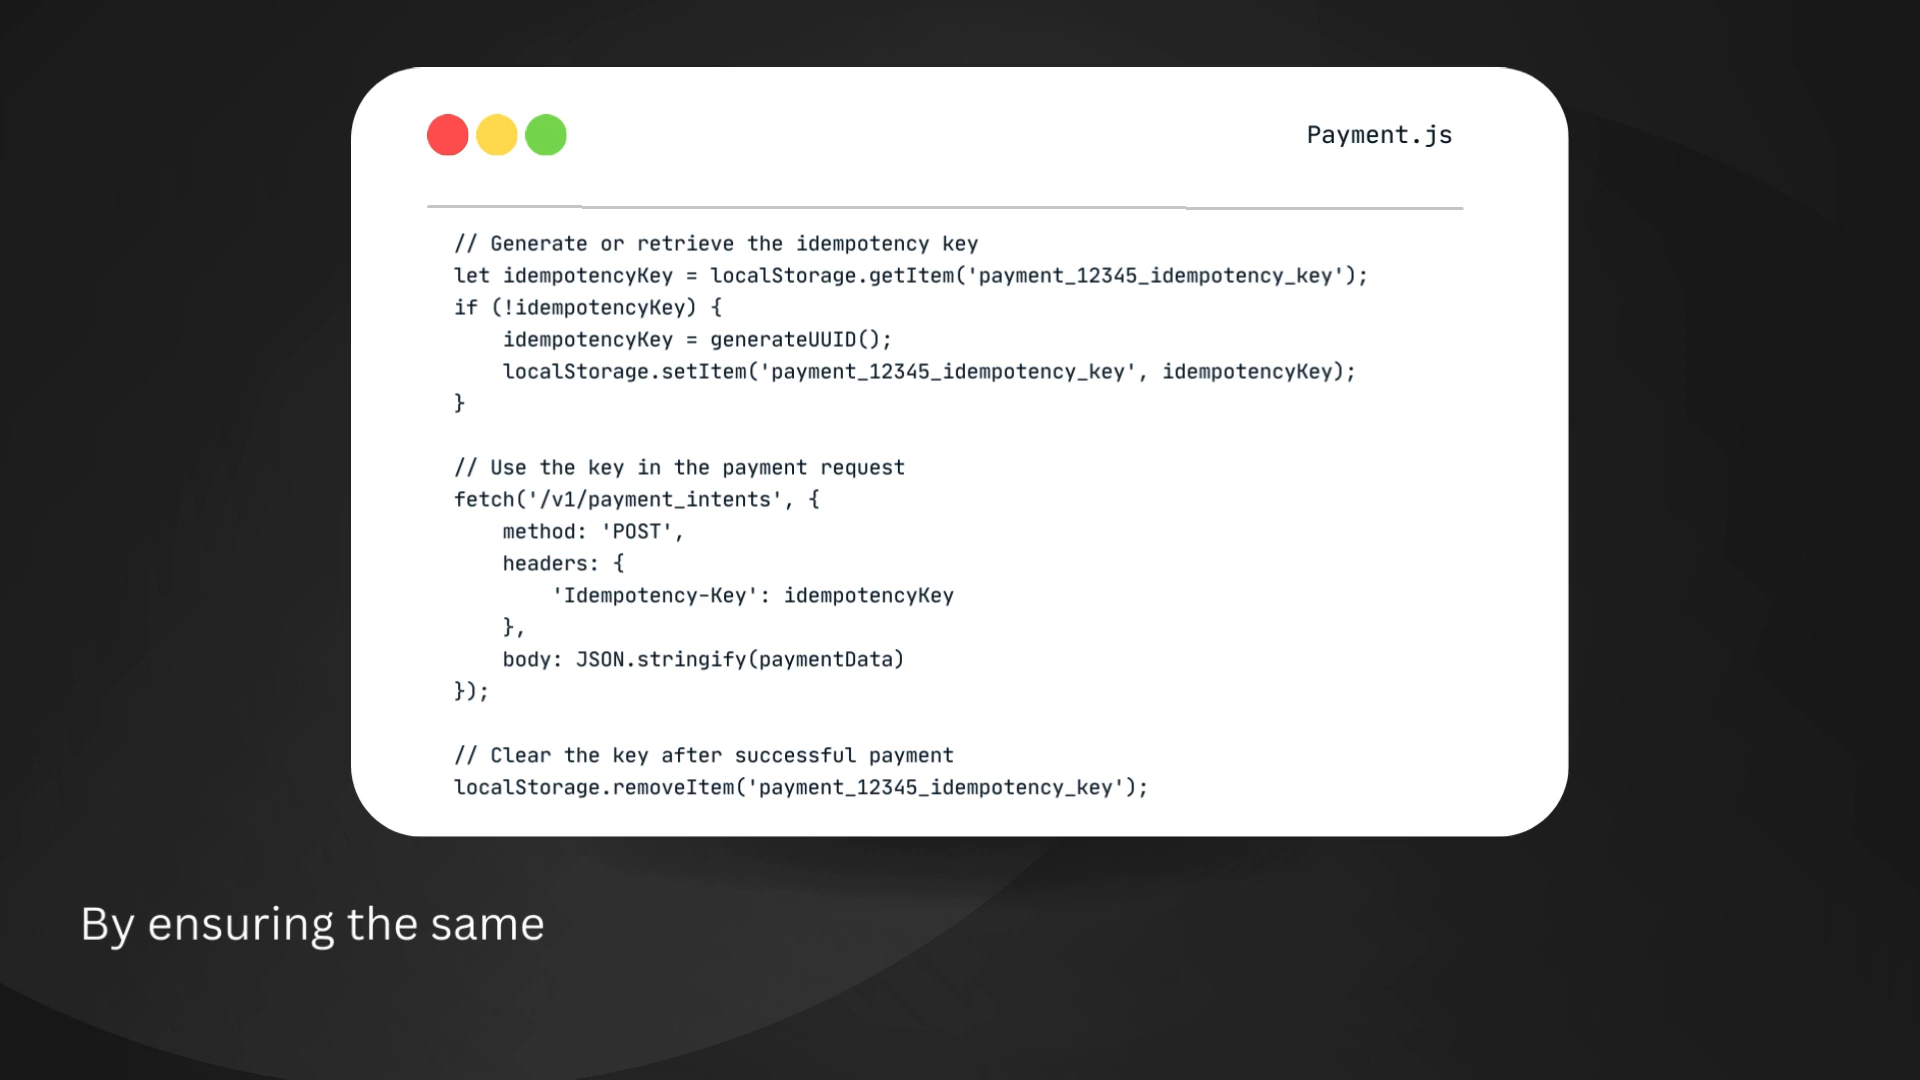 Payment.js
// Generate or retrieve the idempotency key
let idempotencyKey = localStorage.getItem('payment_12345_idempotency_key');
if (!idempotencyKey) {
    idempotencyKey = generateUUID();
    localStorage.setItem('payment_12345_idempotency_key', idempotencyKey);
}

// Use the key in the payment request
fetch('/v1/payment_intents', {
    method: 'POST',
    headers: {
        'Idempotency-Key': idempotencyKey
    },
    body: JSON.stringify(paymentData)
});

// Clear the key after successful payment
localStorage.removeItem('payment_12345_idempotency_key');
By ensuring the same